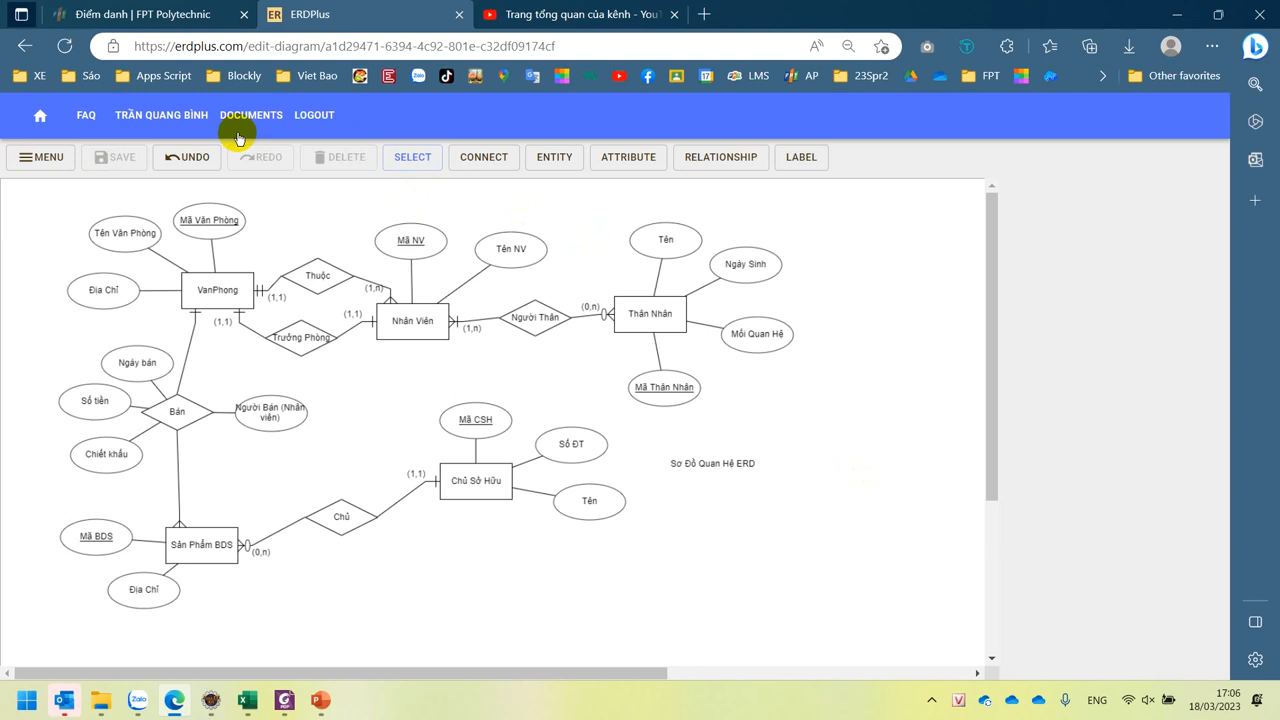 Điểm danh | FPT Polytechnic
ERDPlus
Trang tổng quan của kênh - You
https://erdplus.com/edit-diagram/a1d29471-6394-4c92-801e-c32df09174cf
XE
Sáo
Apps Script
Blockly
Viet Bao
LMS
AP
23Spr2
FPT
Other favorites
FAQ
TRẦN QUANG BÌNH
DOCUMENTS
LOGOUT
MENU
SAVE
UNDO
REDO
DELETE
SELECT
CONNECT
ENTITY
ATTRIBUTE
RELATIONSHIP
LABEL
Tên Văn Phòng
Mã Văn Phòng
Địa Chỉ
VanPhong
(1,1)
Thuộc
(1,n)
(1,1)
Trưởng Phòng
(1,1)
Mã NV
Tên NV
Nhân Viên
(1,n)
Người Thân
(0,n)
Tên
Ngày Sinh
Thân Nhân
Mối Quan Hệ
Mã Thân Nhân
Ngày bán
Số tiền
Bán
Người Bán (Nhân
viên)
Chiết khấu
Mã CSH
Số ĐT
(1,1)
Chủ Sở Hữu
Tên
Sơ Đồ Quan Hệ ERD
Chủ
Mã BDS
Sản Phẩm BDS
(0,n)
Địa Chỉ
ENG
17:06
18/03/2023